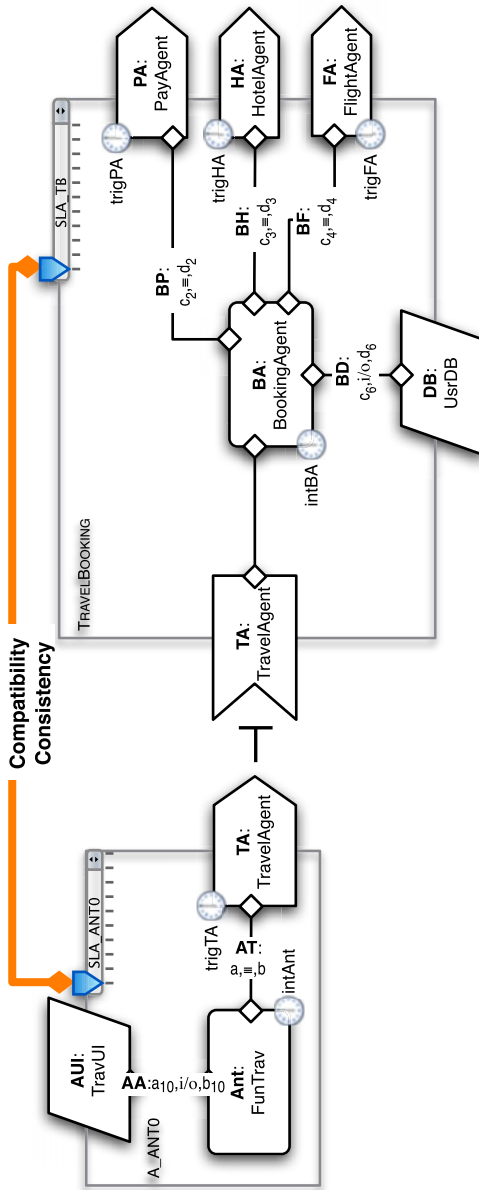 Compatibility
Consistency
A_ANT0
SLA_ANT0
AUI:
TravUI
AA:a10,i/o,b10
Ant:
FunTrav
intAnt
AT:
a,≡,b
trigTA
TA:
TravelAgent
TRAVELBOOKING
SLA_TB
TA:
TravelAgent
BA:
BookingAgent
intBA
BP:
c2,≡,d2
BH:
c3,≡,d3
BF:
c4,≡,d4
BD:
c6,i/o,d6
DB:
UsrDB
trigPA
PA:
PayAgent
trigHA
HA:
HotelAgent
trigFA
FA:
FlightAgent